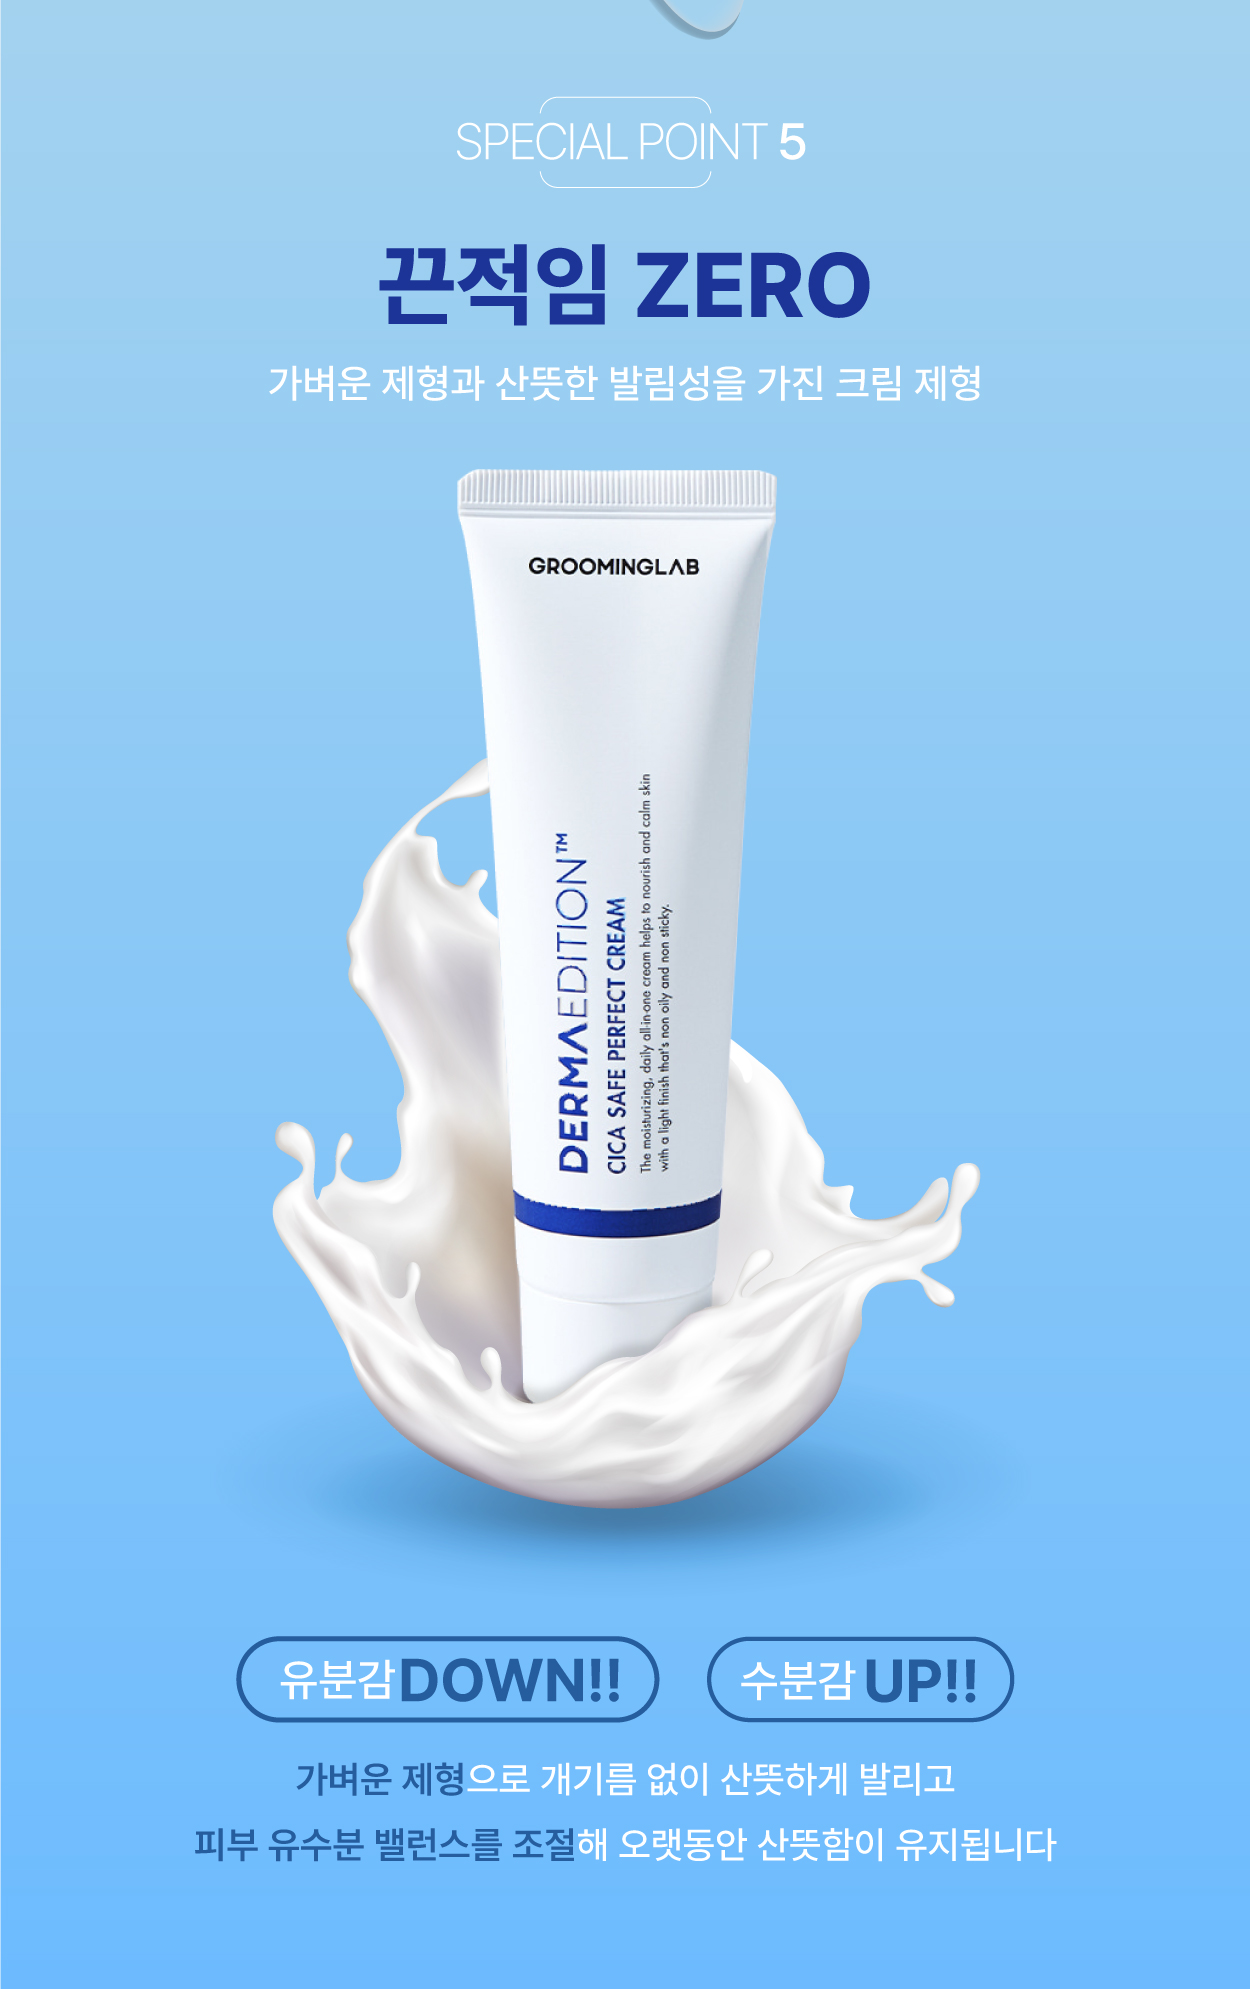 SPECIAL POINT 5
끈적임 ZERO
가벼운 제형과 산뜻한 발림성을 가진 크림 제형
GROOMINGLAB
DERMAEDITION™
CICA SAFE PERFECT CREAM
The moisturizing, daily all-in-one cream helps to nourish and calm skin
with a light finish that's non oily and non sticky.
유분감 DOWN!!
수분감 UP!!
가벼운 제형으로 개기름 없이 산뜻하게 발리고
피부 유수분 밸런스를 조절해 오랫동안 산뜻함이 유지됩니다